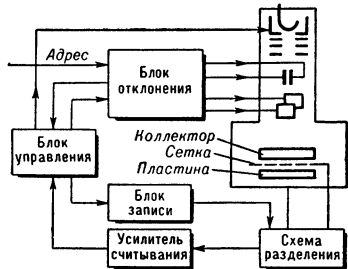 Адрес
Блок
отклонения
Блок
управления
Коллектор
Сетка
Пластина
Блок
записи
Усилитель
считывания
Схема
разделения